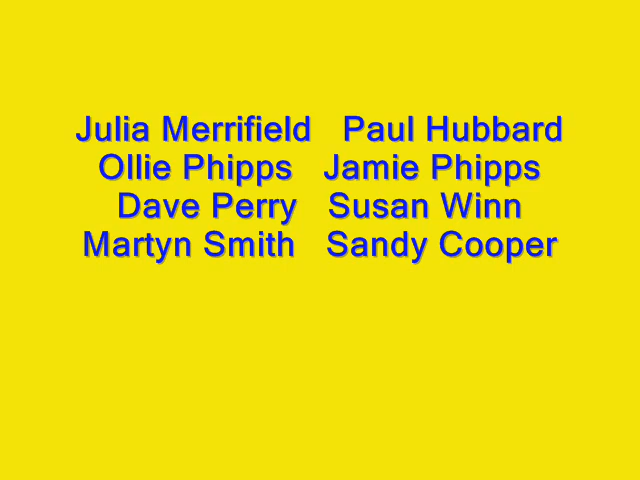 Julia Merrifield Paul Hubbard
Ollie Phipps Jamie Phipps
Dave Perry Susan Winn
Martyn Smith Sandy Cooper